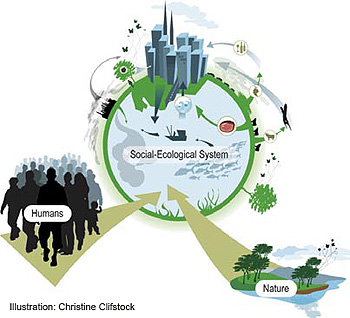 Social-Ecological System
Humans
Nature
Illustration: Christine Clifstock